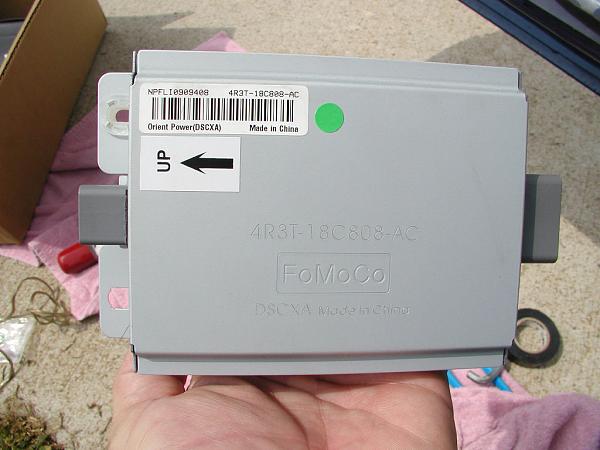 NPFLI0909408 4R3T-18C808-AC
Orient Power(DSCXA) Made in China
UP
4R3T-18C808-AC
FoMoCo
DSCXA Made in China